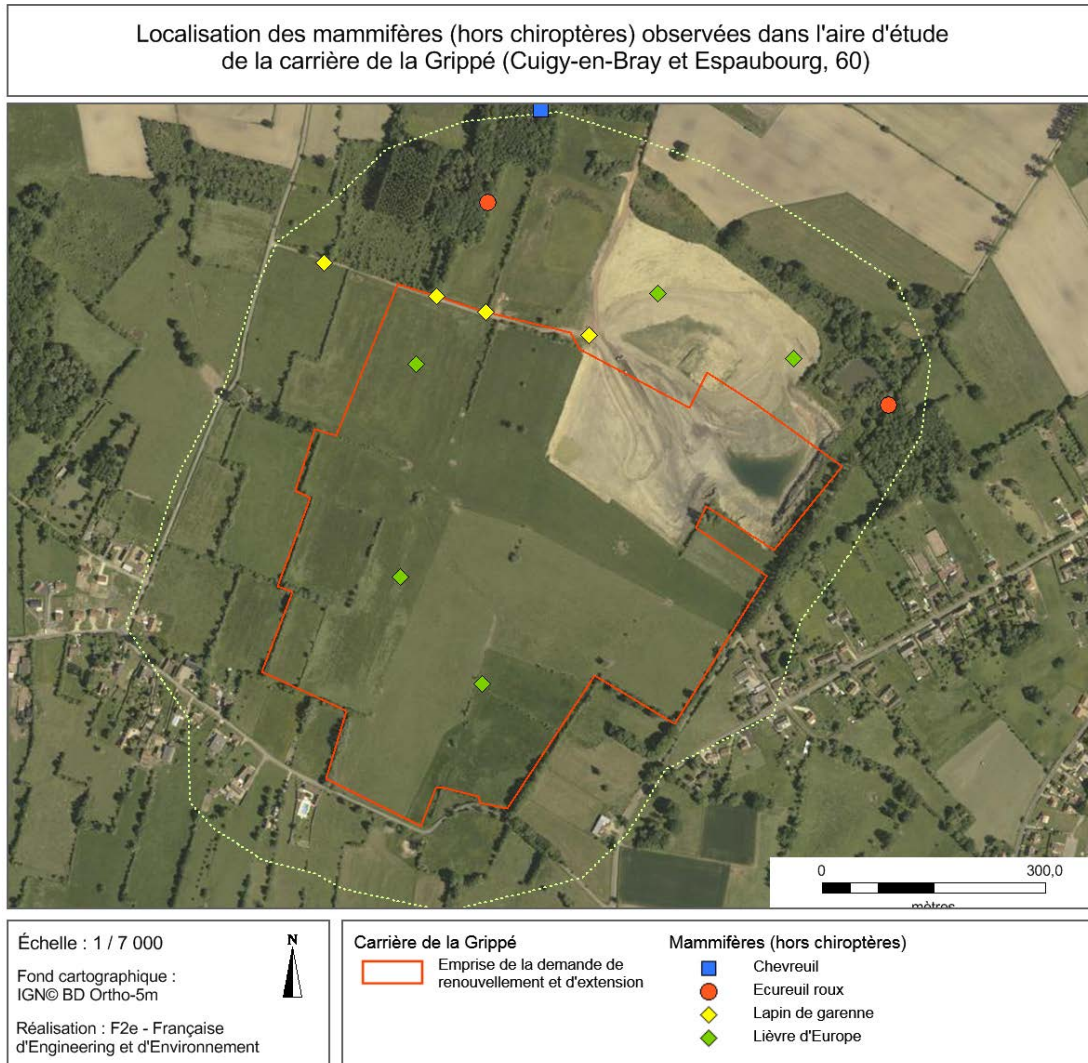 Localisation des mammifères (hors chiroptères) observées dans l'aire d'étude
de la carrière de la Grippé (Cuigy-en-Bray et Espaubourg, 60)
0 300,0
mètres
Échelle : 1 / 7 000
Fond cartographique :
IGN© BD Ortho-5m
Réalisation : F2e - Française
d'Engineering et d'Environnement
N
Carrière de la Grippé
Emprise de la demande de
renouvellement et d'extension
Mammifères (hors chiroptères)
Chevreuil
Ecureuil roux
Lapin de garenne
Lièvre d'Europe